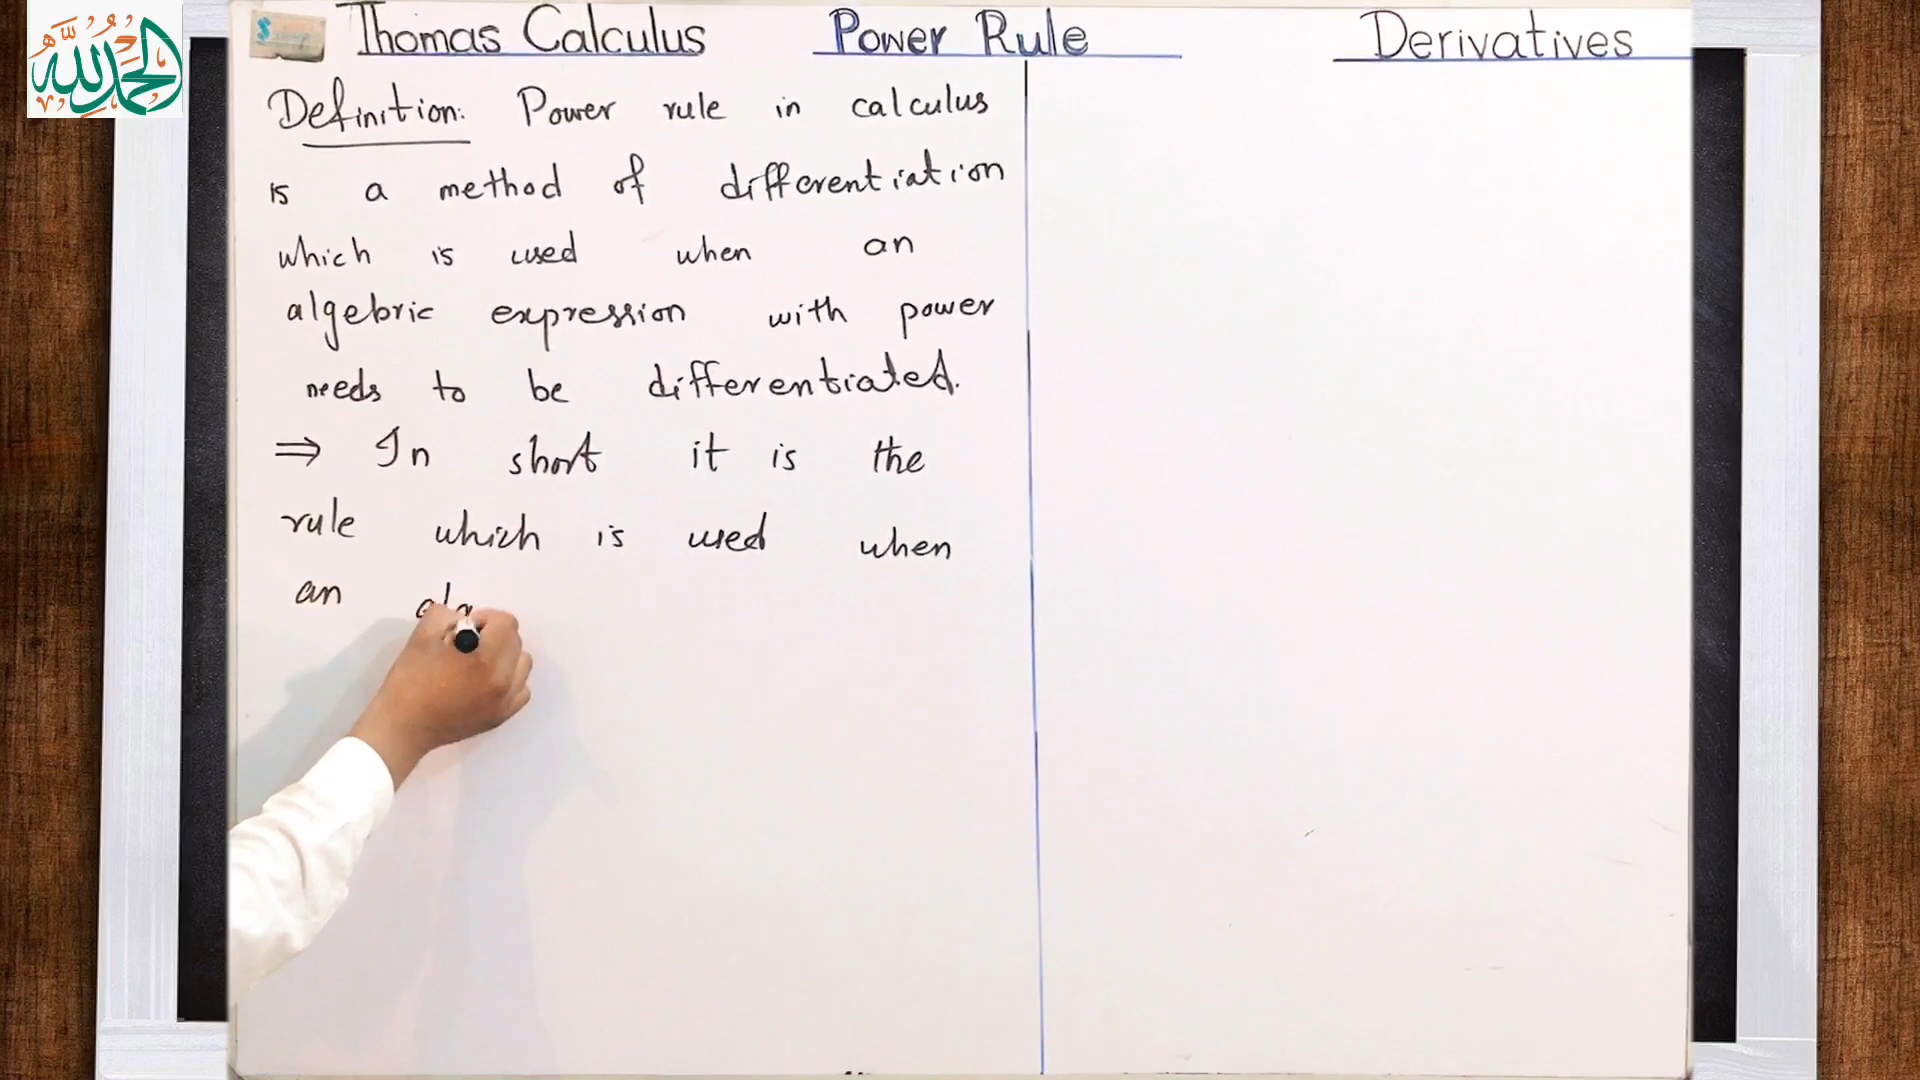 الحمد لله
Thomas Calculus Power Rule Derivatives
Definition: Power rule in calculus
is a method of differentiation
which is used when an
algebric expression with power
needs to be differentiated.
⇒ In short it is the
rule which is used when
an alg